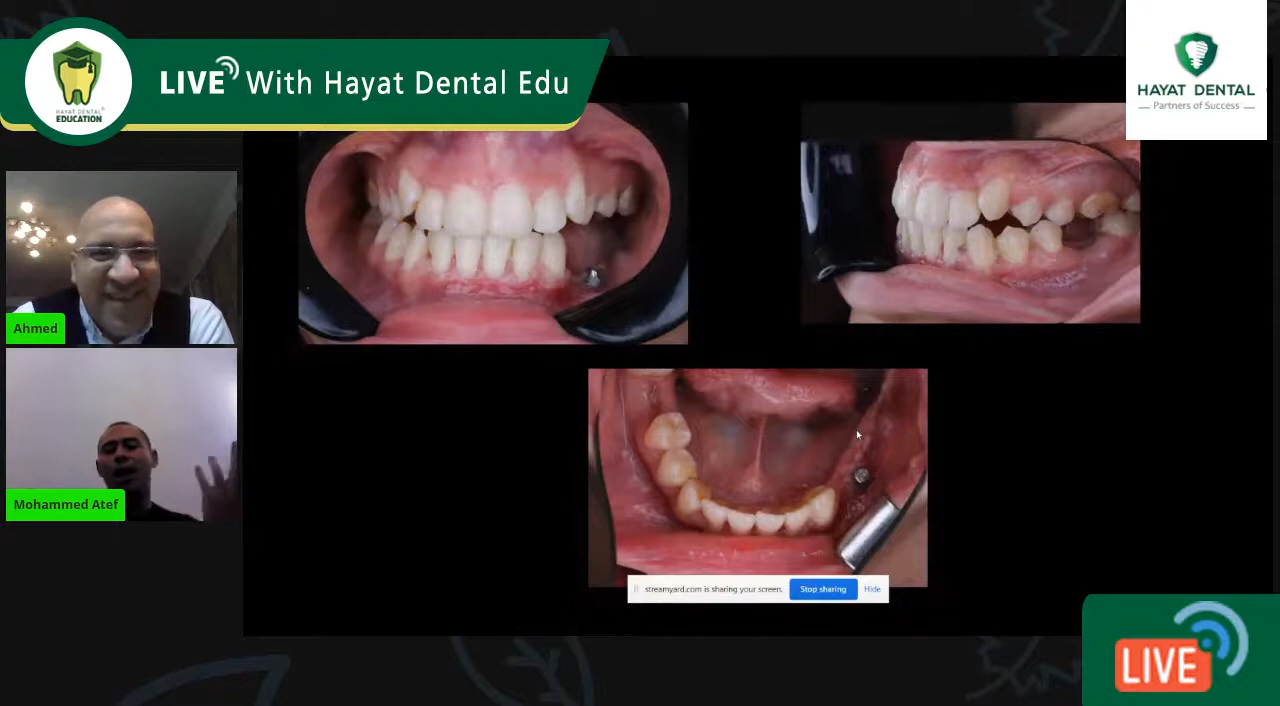 LIVE With Hayat Dental Edu
HAYAT DENTAL
EDUCATION
HAYAT DENTAL
Partners of Success
Ahmed
Mohammed Atef
streamyard.com is sharing your screen.
Stop sharing
Hide
LIVE